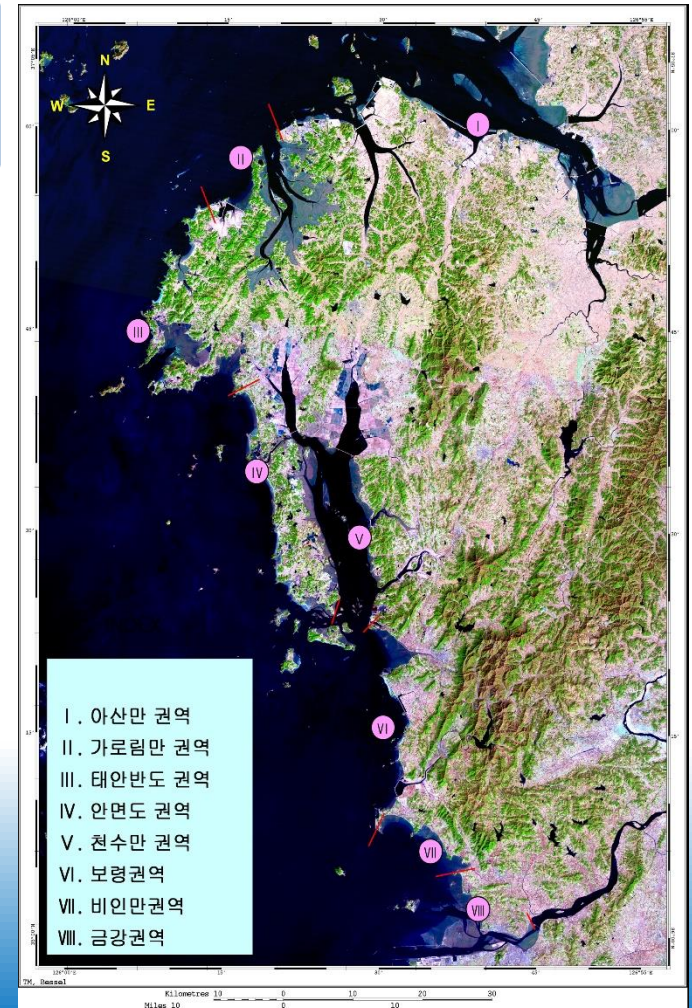 N
W
E
S
I
II
III
IV
V
VI
VII
VIII
Ⅰ. 아산만 권역
Ⅱ. 가로림만 권역
Ⅲ. 태안반도 권역
Ⅳ. 안면도 권역
Ⅴ. 천수만 권역
Ⅵ. 보령권역
Ⅶ. 비인만권역
Ⅷ. 금강권역
TM, Bessel
Kilometres 10 0 10 20 30
Miles 10 0 10